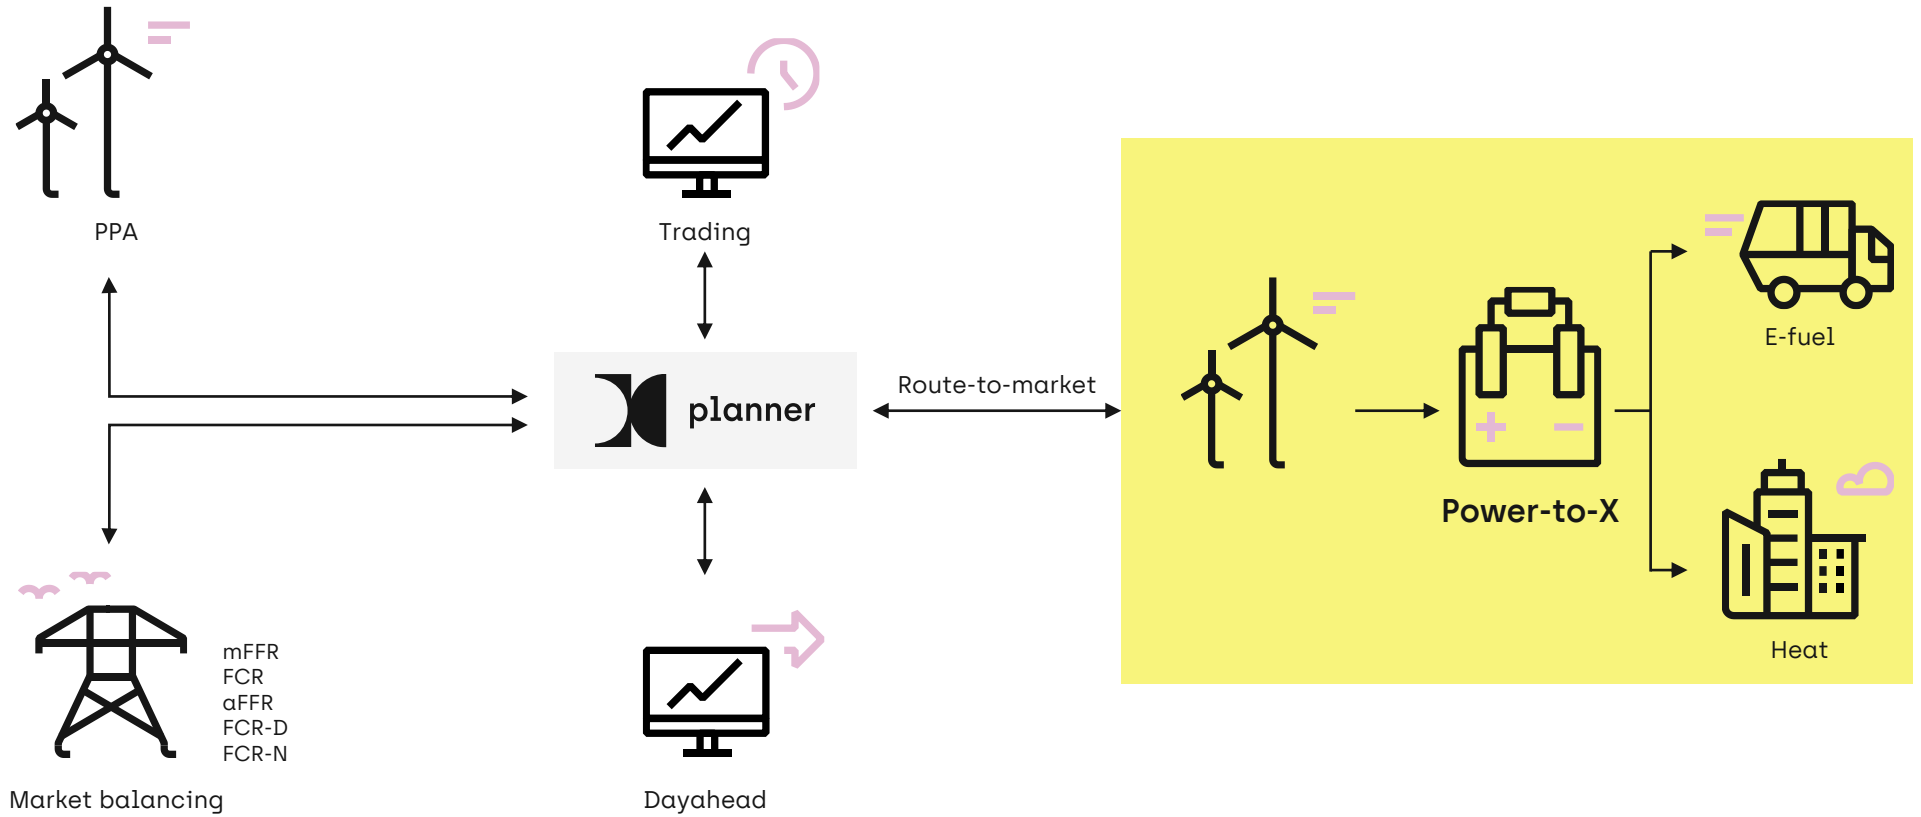 PPA
Trading
planner
Route-to-market
Power-to-X
E-fuel
Heat
mFFR
FCR
aFFR
FCR-D
FCR-N
Market balancing
Dayahead